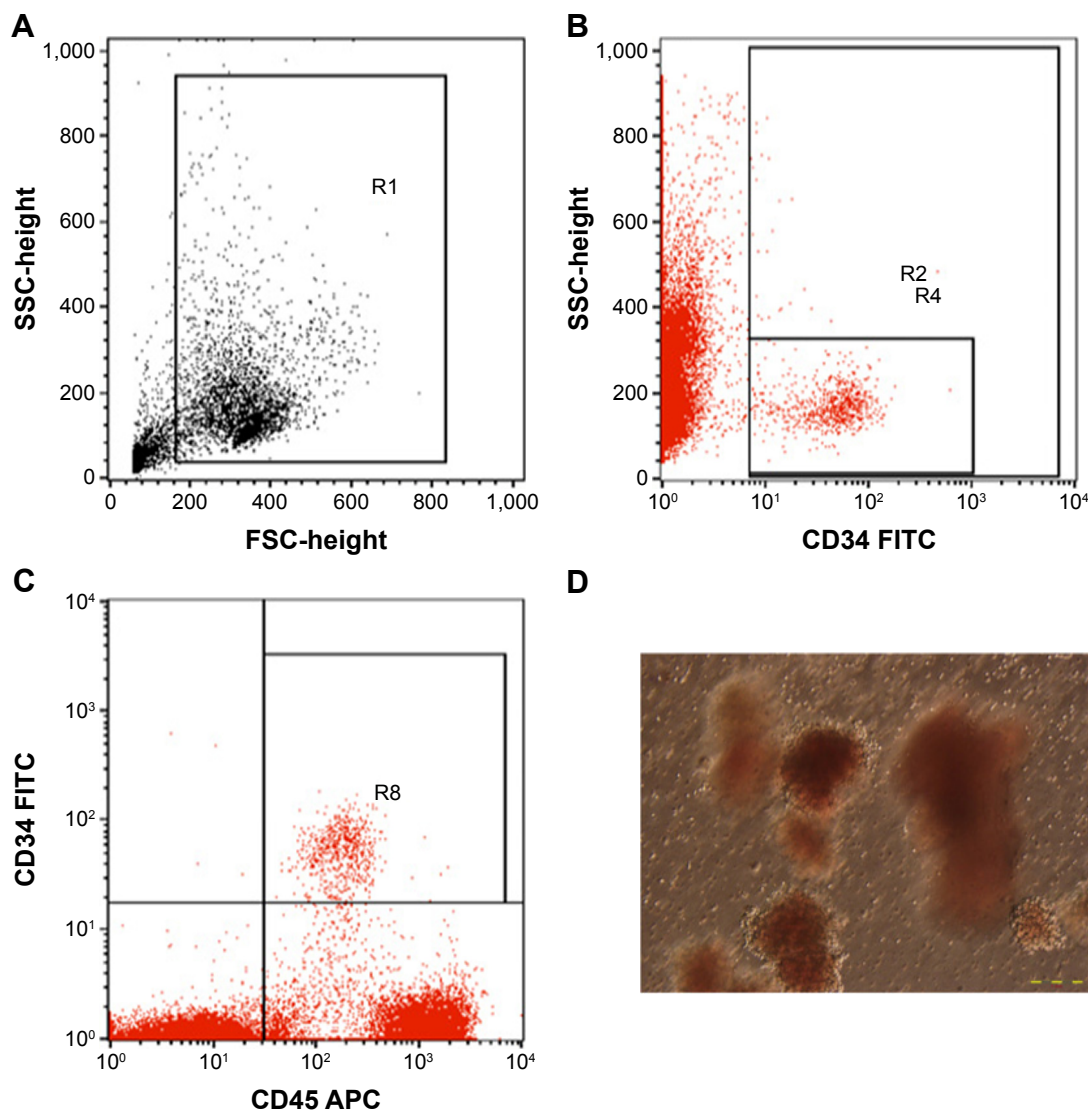 A
1,000
800
600
400
200
0
SSC-height
R1
0 200 400 600 800 1,000
FSC-height
B
1,000
800
600
400
200
0
SSC-height
R2
R4
10⁰ 10¹ 10² 10³ 10⁴
CD34 FITC
C
10⁴
10³
10²
10¹
10⁰
CD34 FITC
R8
10⁰ 10¹ 10² 10³ 10⁴
CD45 APC
D